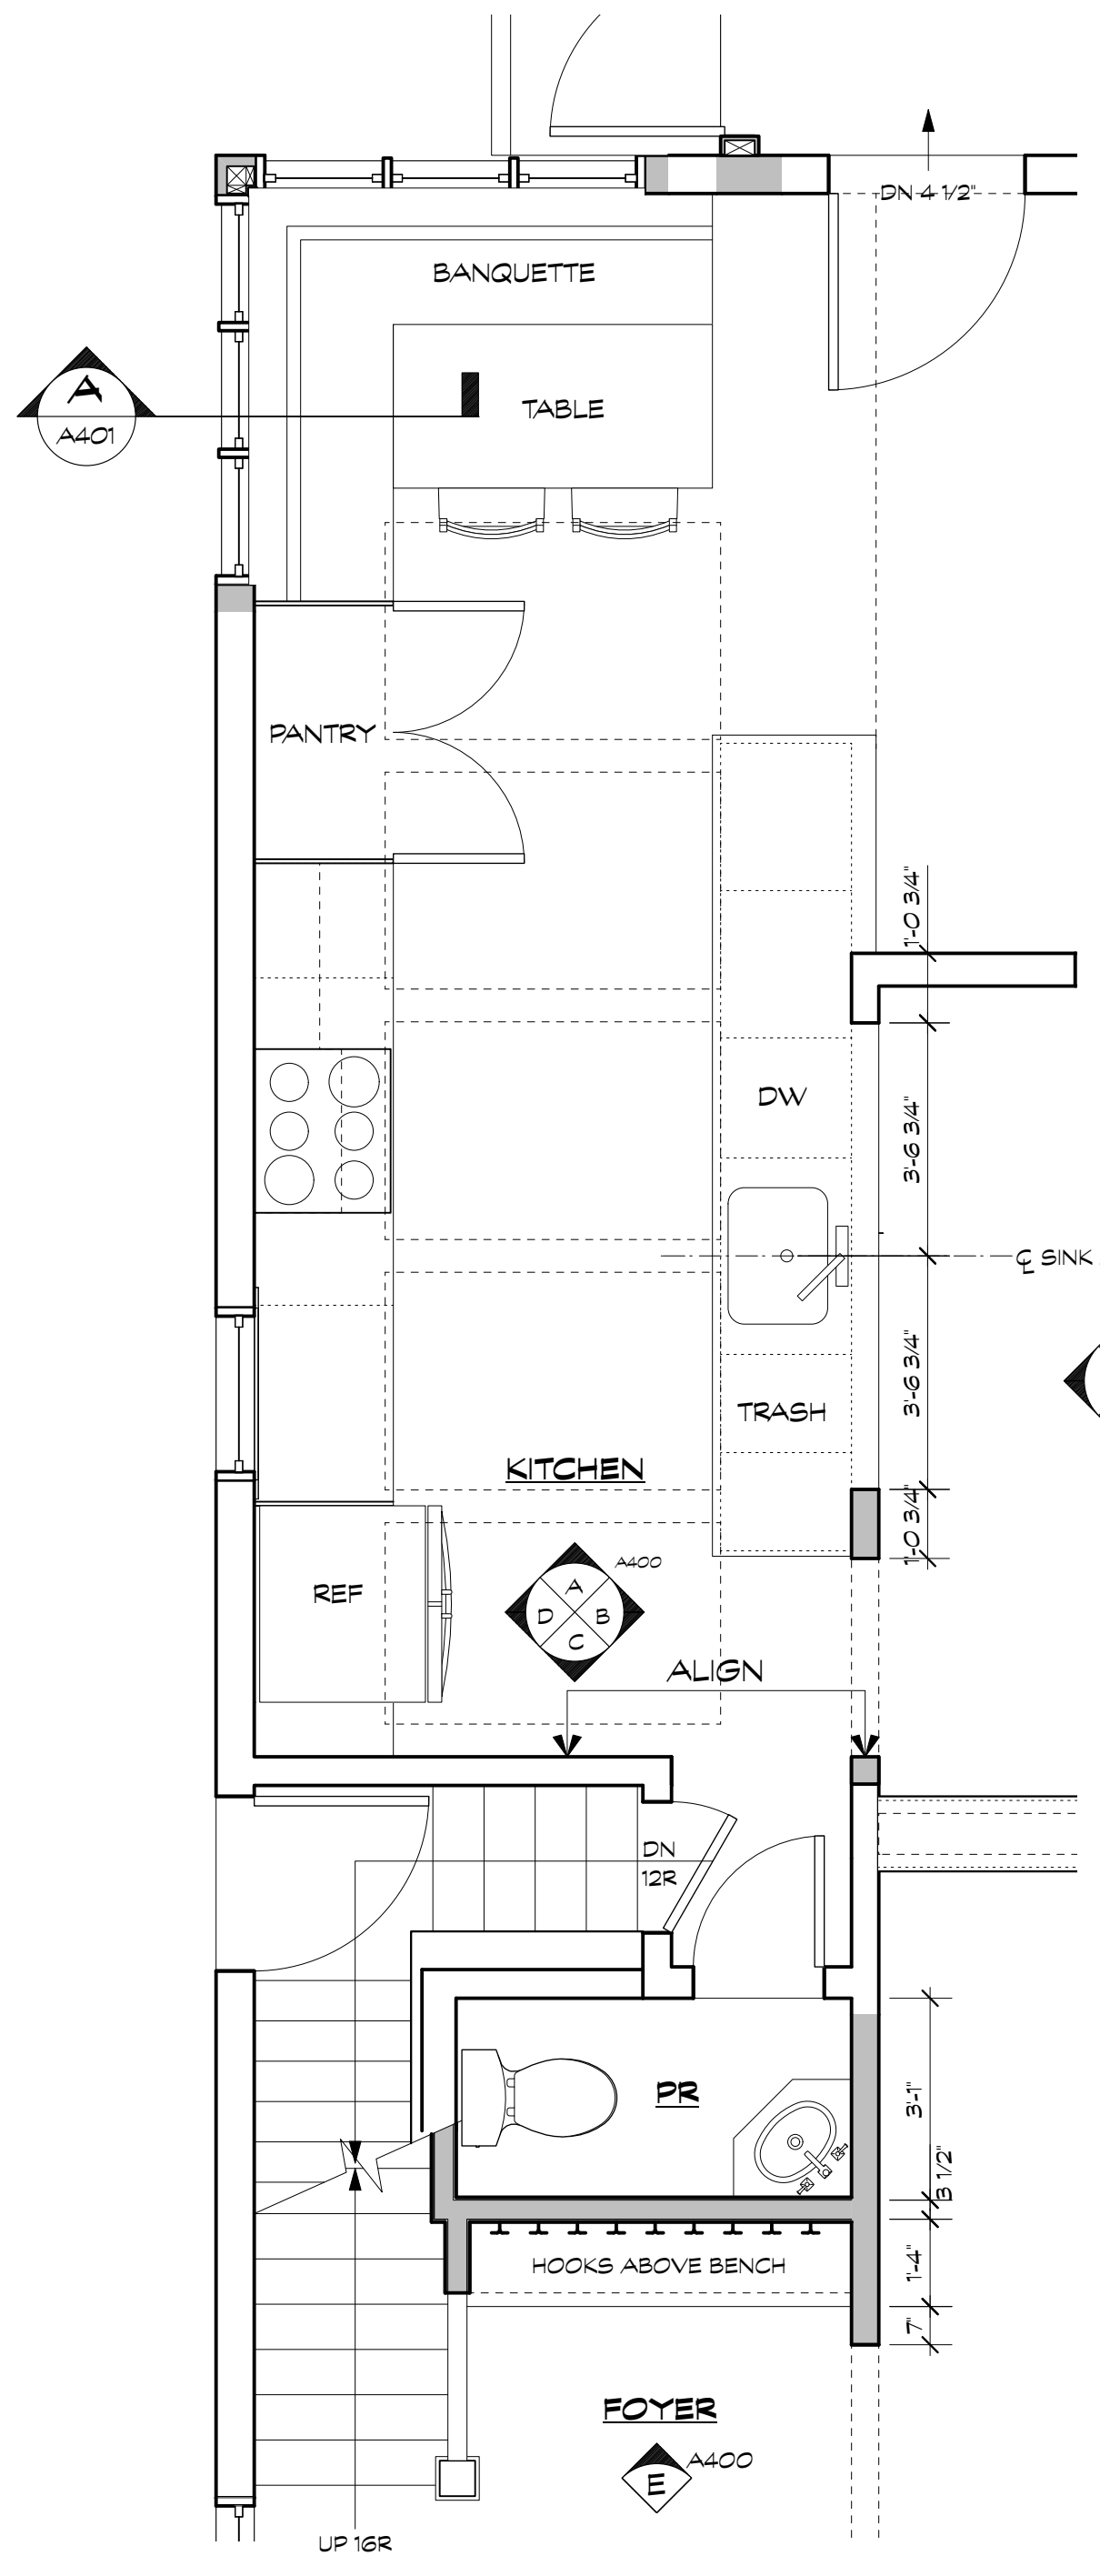 DN 4 1/2"
BANQUETTE
A
A401
TABLE
PANTRY
1'-0 3/4"
DW
3'-6 3/4"
℄ SINK
3'-6 3/4"
TRASH
KITCHEN
1'-0 3/4"
REF
A400
A
D B
C
ALIGN
DN
12R
PR
3'-1"
3 1/2"
HOOKS ABOVE BENCH
1'-4"
7"
FOYER
A400
E
UP 16R